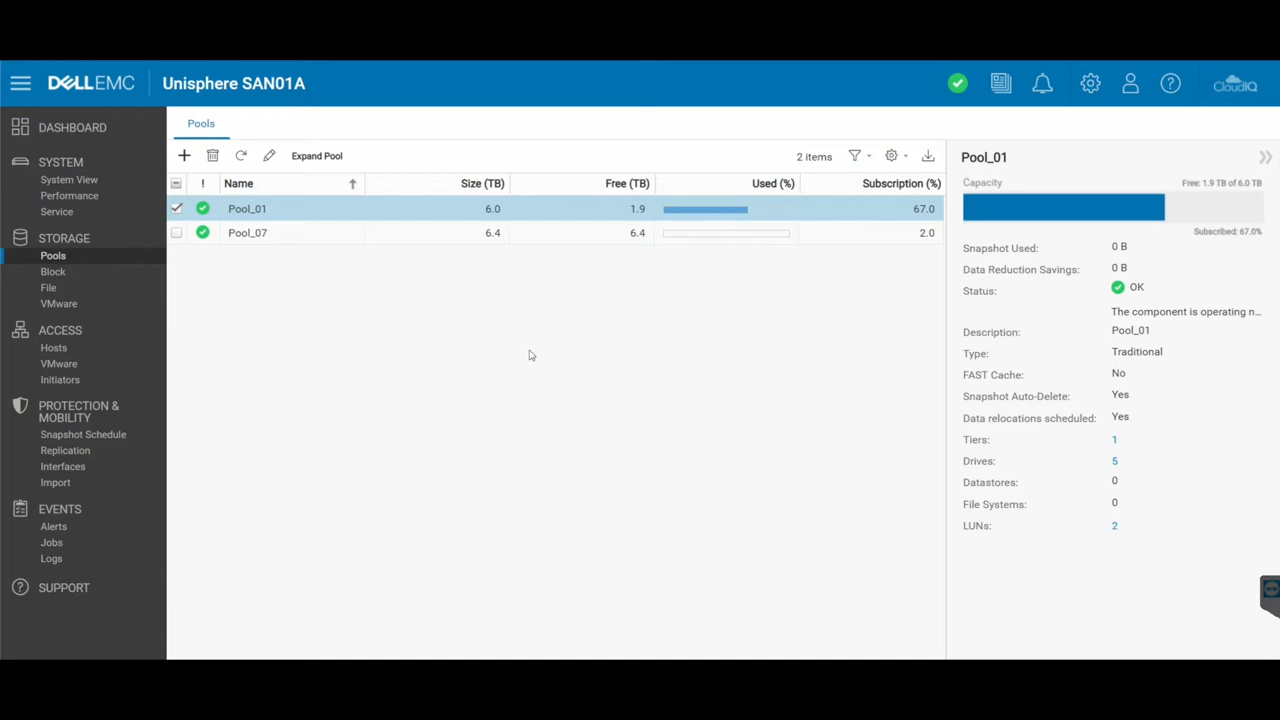 DELLEMC Unisphere SAN01A CloudIQ
DASHBOARD
SYSTEM
System View
Performance
Service
STORAGE
Pools
Block
File
VMware
ACCESS
Hosts
VMware
Initiators
PROTECTION &
MOBILITY
Snapshot Schedule
Replication
Interfaces
Import
EVENTS
Alerts
Jobs
Logs
SUPPORT
Pools
Expand Pool 2 items
! Name Size (TB) Free (TB) Used (%) Subscription (%)
Pool_01 6.0 1.9 67.0
Pool_07 6.4 6.4 2.0
Pool_01
Capacity Free: 1.9 TB of 6.0 TB
Subscribed: 67.0%
Snapshot Used: 0 B
Data Reduction Savings: 0 B
Status: OK
The component is operating n...
Description: Pool_01
Type: Traditional
FAST Cache: No
Snapshot Auto-Delete: Yes
Data relocations scheduled: Yes
Tiers: 1
Drives: 5
Datastores: 0
File Systems: 0
LUNs: 2